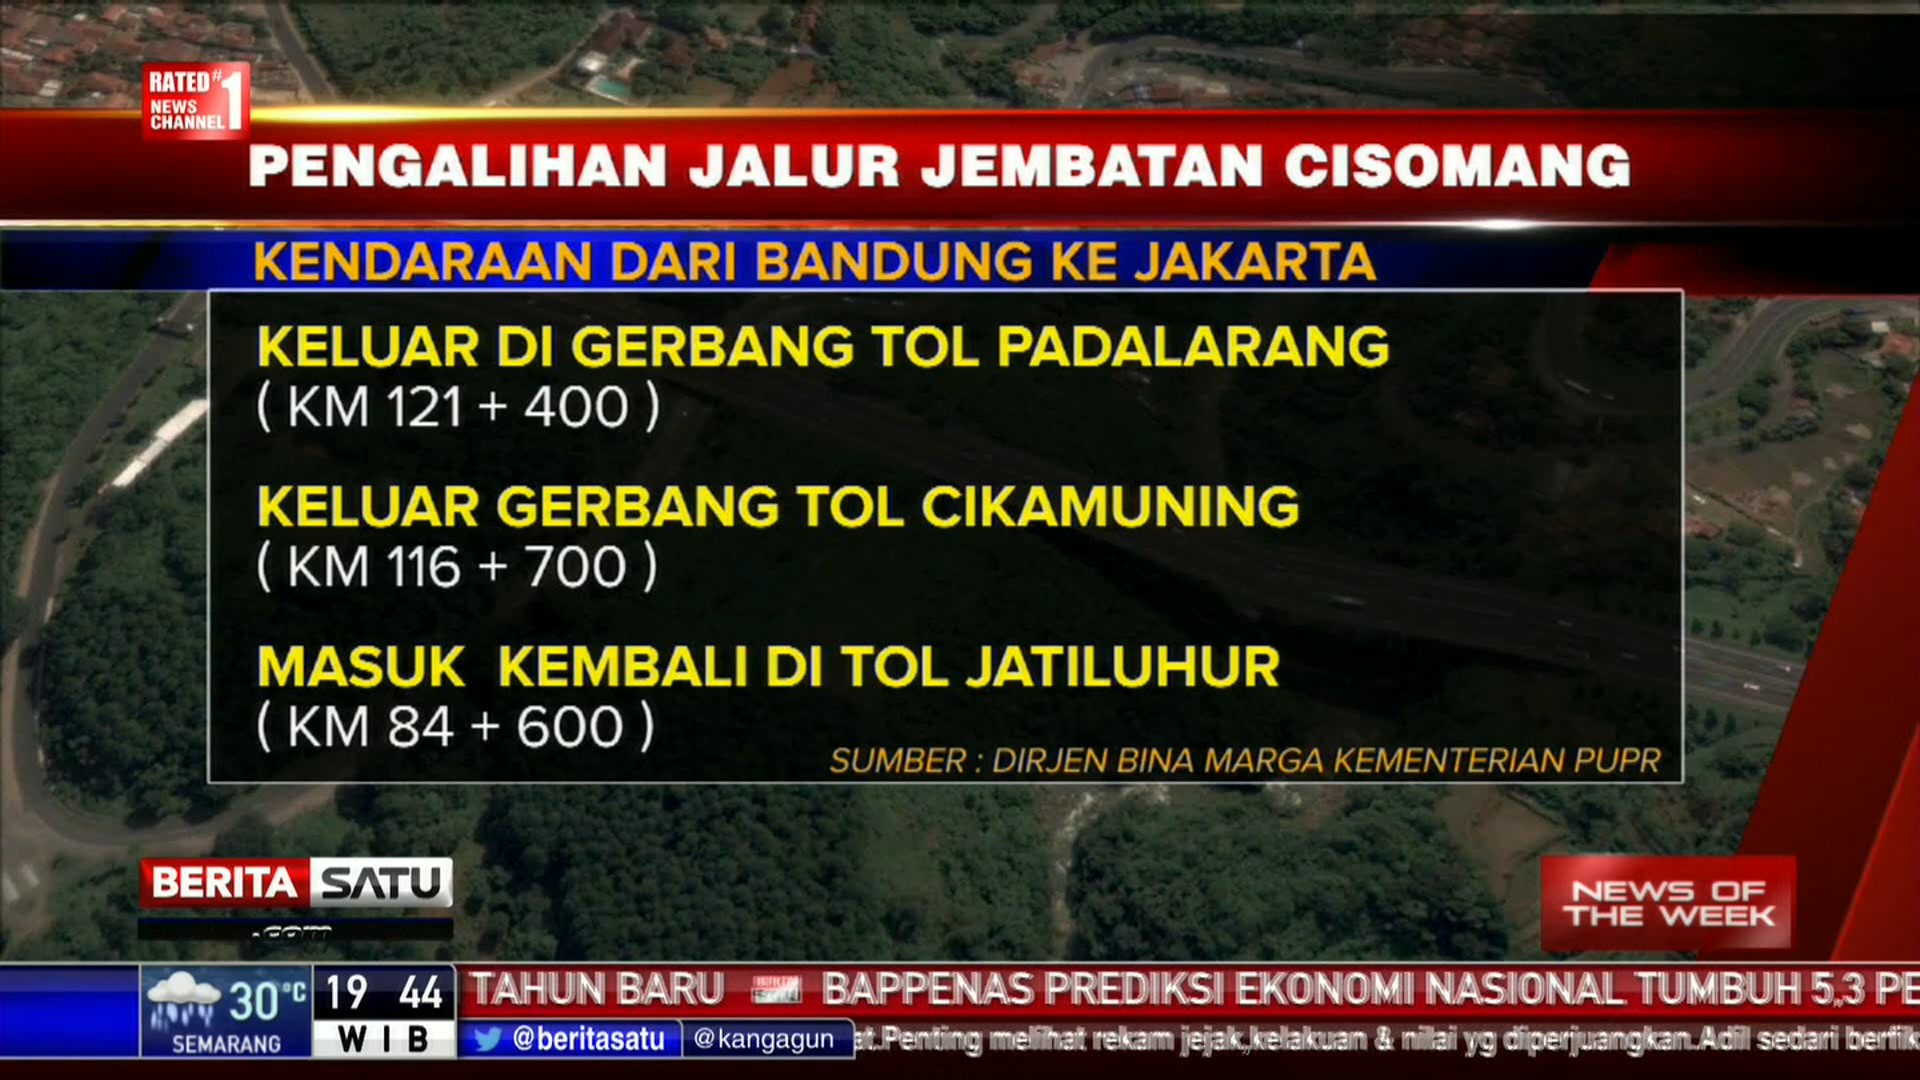 RATED #1
NEWS
CHANNEL
PENGALIHAN JALUR JEMBATAN CISOMANG
KENDARAAN DARI BANDUNG KE JAKARTA
KELUAR DI GERBANG TOL PADALARANG
( KM 121 + 400 )
KELUAR GERBANG TOL CIKAMUNING
( KM 116 + 700 )
MASUK KEMBALI DI TOL JATILUHUR
( KM 84 + 600 )
SUMBER : DIRJEN BINA MARGA KEMENTERIAN PUPR
BERITA SATU
.com
NEWS OF
THE WEEK
30°C
SEMARANG
19 44
WIB
TAHUN BARU BAPPENAS PREDIKSI EKONOMI NASIONAL TUMBUH 5,3 PE
@beritasatu @kangagun at.Penting melihat rekam jejak,kelakuan & nilai yg diperjuangkan.Adil sedari berfik